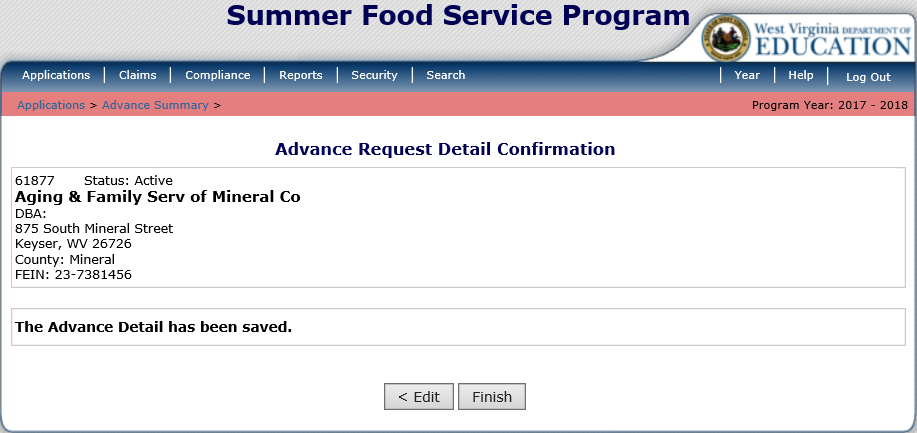 Summer Food Service Program
West Virginia DEPARTMENT OF
EDUCATION
Applications Claims Compliance Reports Security Search Year Help Log Out
Applications > Advance Summary > Program Year: 2017 - 2018
Advance Request Detail Confirmation
61877 Status: Active
Aging & Family Serv of Mineral Co
DBA:
875 South Mineral Street
Keyser, WV 26726
County: Mineral
FEIN: 23-7381456
The Advance Detail has been saved.
< Edit Finish